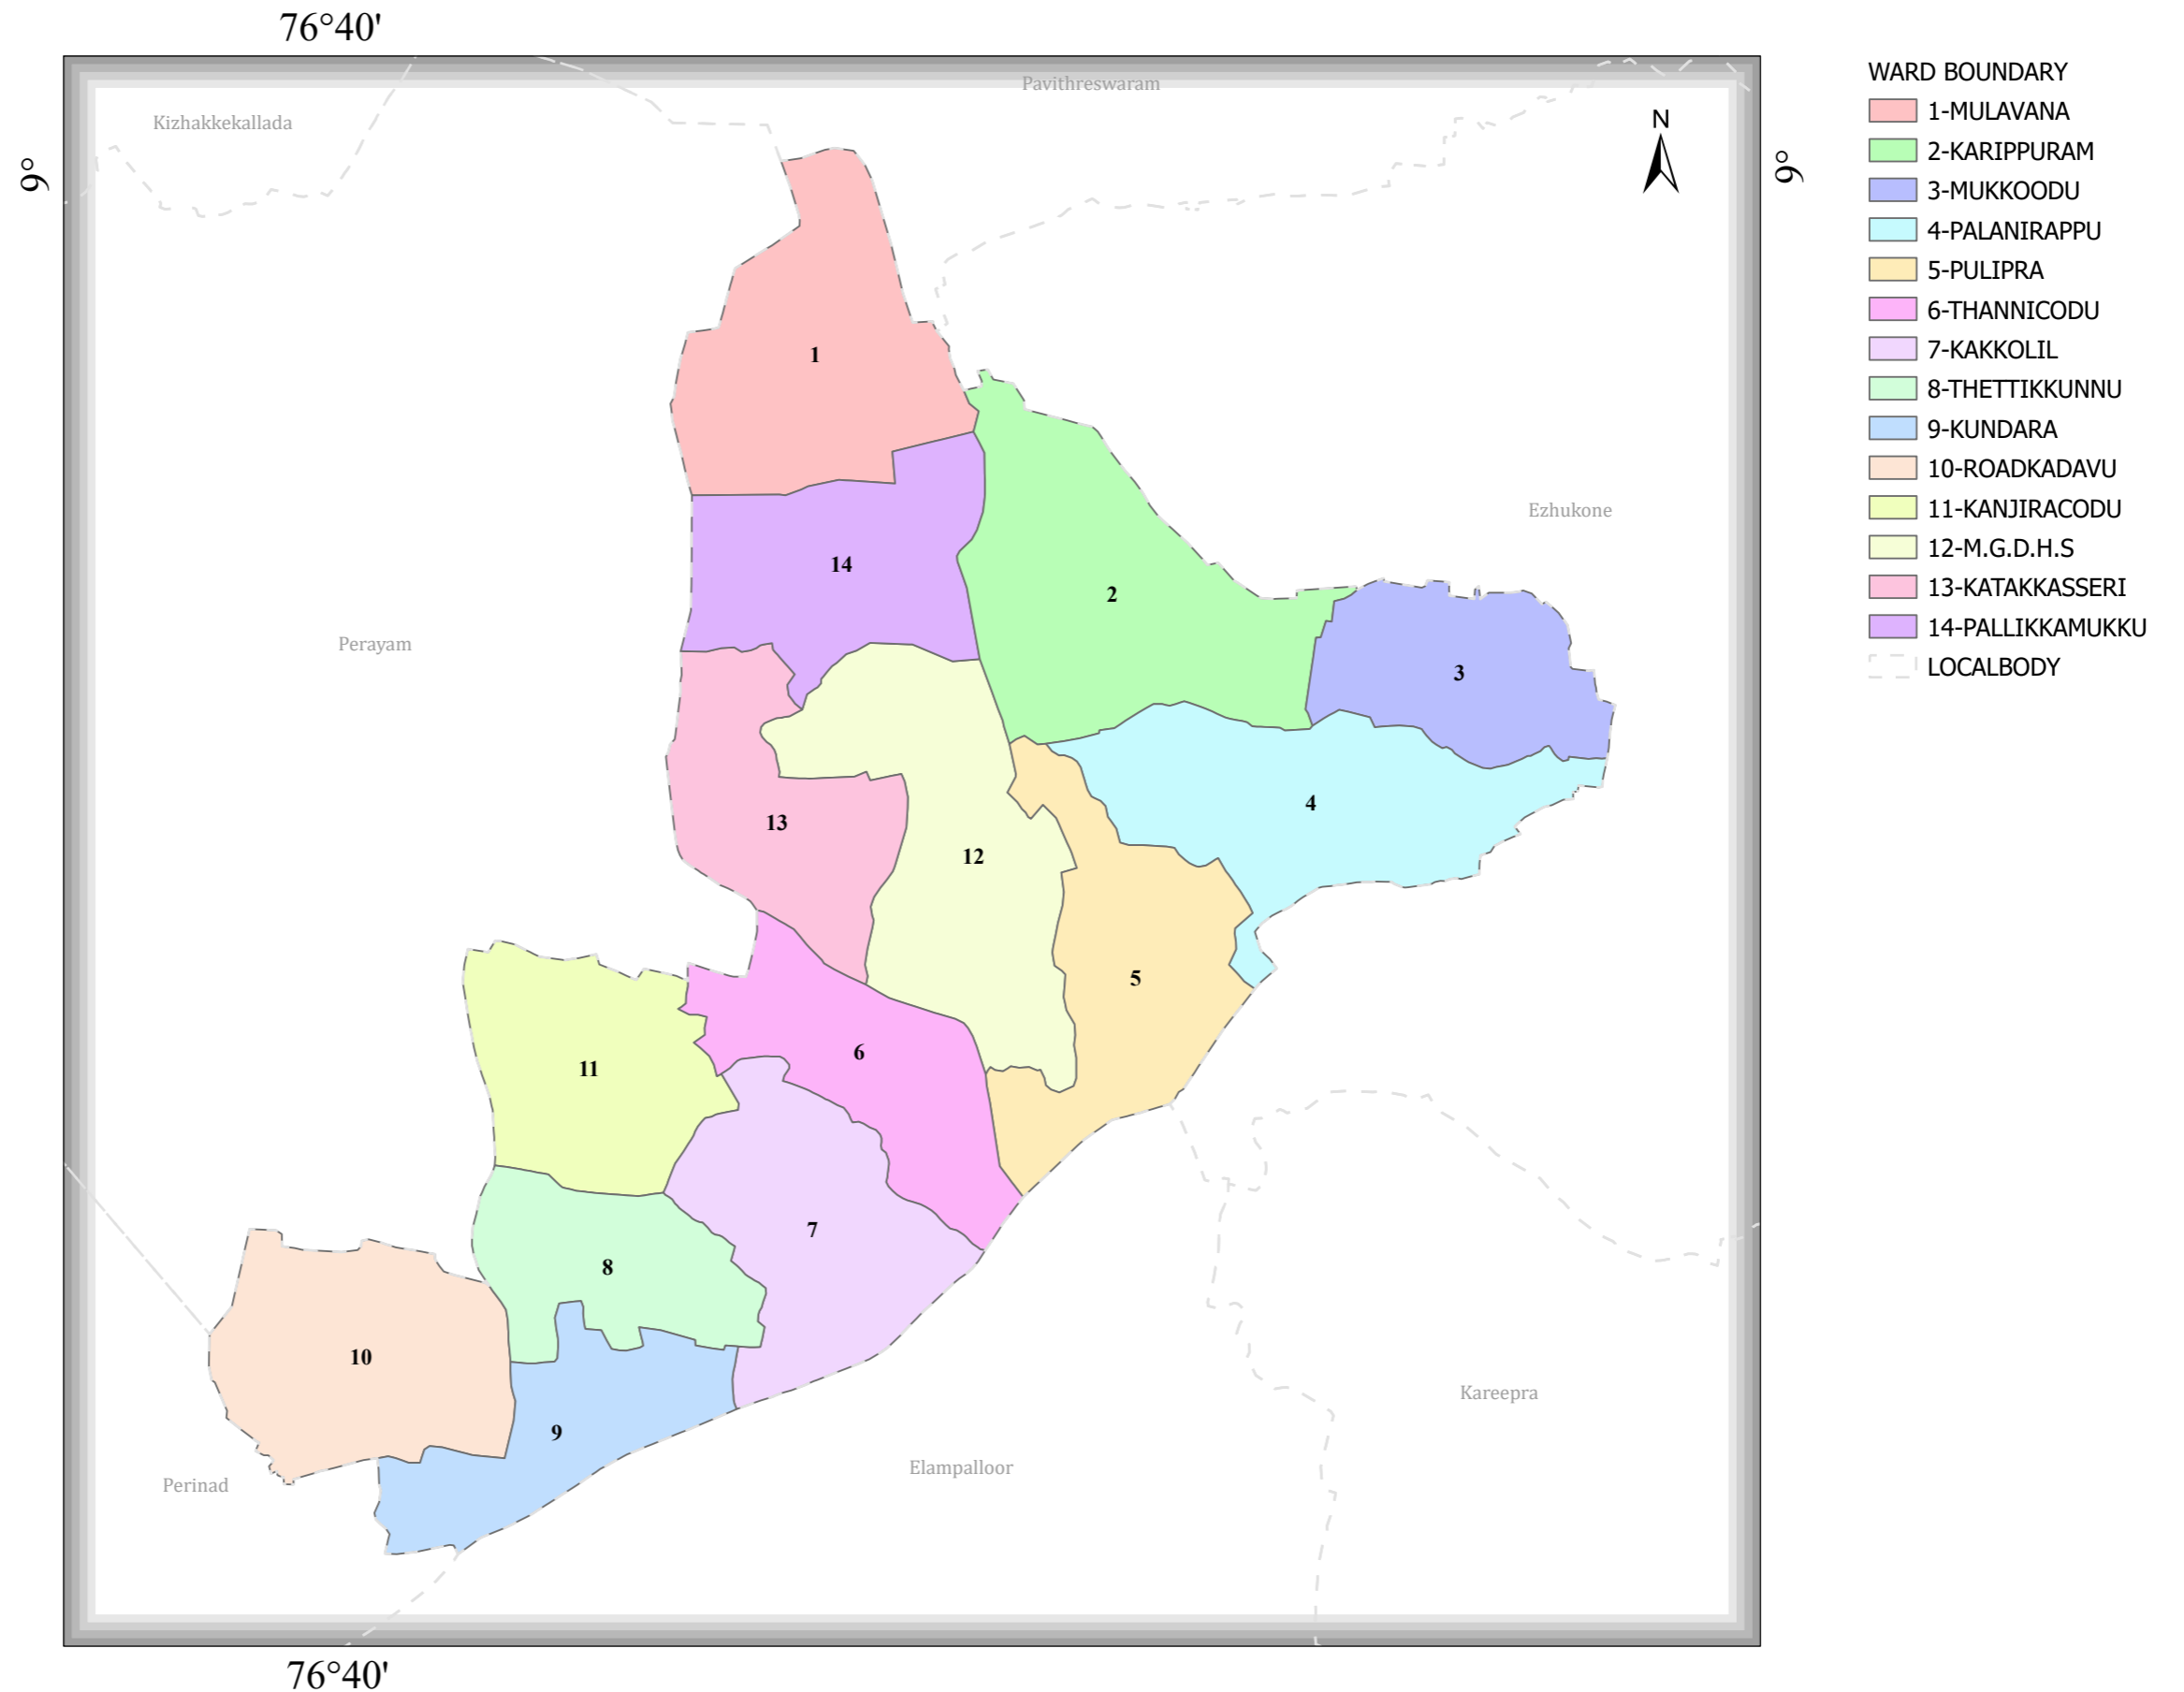 76°40'
Pavithreswaram
Kizhakkekallada
N
9°
9°
1
Ezhukone
14
2
Perayam
3
4
13
12
5
6
11
7
8
10
Kareepra
9
Elampalloor
Perinad
76°40'
WARD BOUNDARY
1-MULAVANA
2-KARIPPURAM
3-MUKKOODU
4-PALANIRAPPU
5-PULIPRA
6-THANNICODU
7-KAKKOLIL
8-THETTIKKUNNU
9-KUNDARA
10-ROADKADAVU
11-KANJIRACODU
12-M.G.D.H.S
13-KATAKKASSERI
14-PALLIKKAMUKKU
LOCALBODY